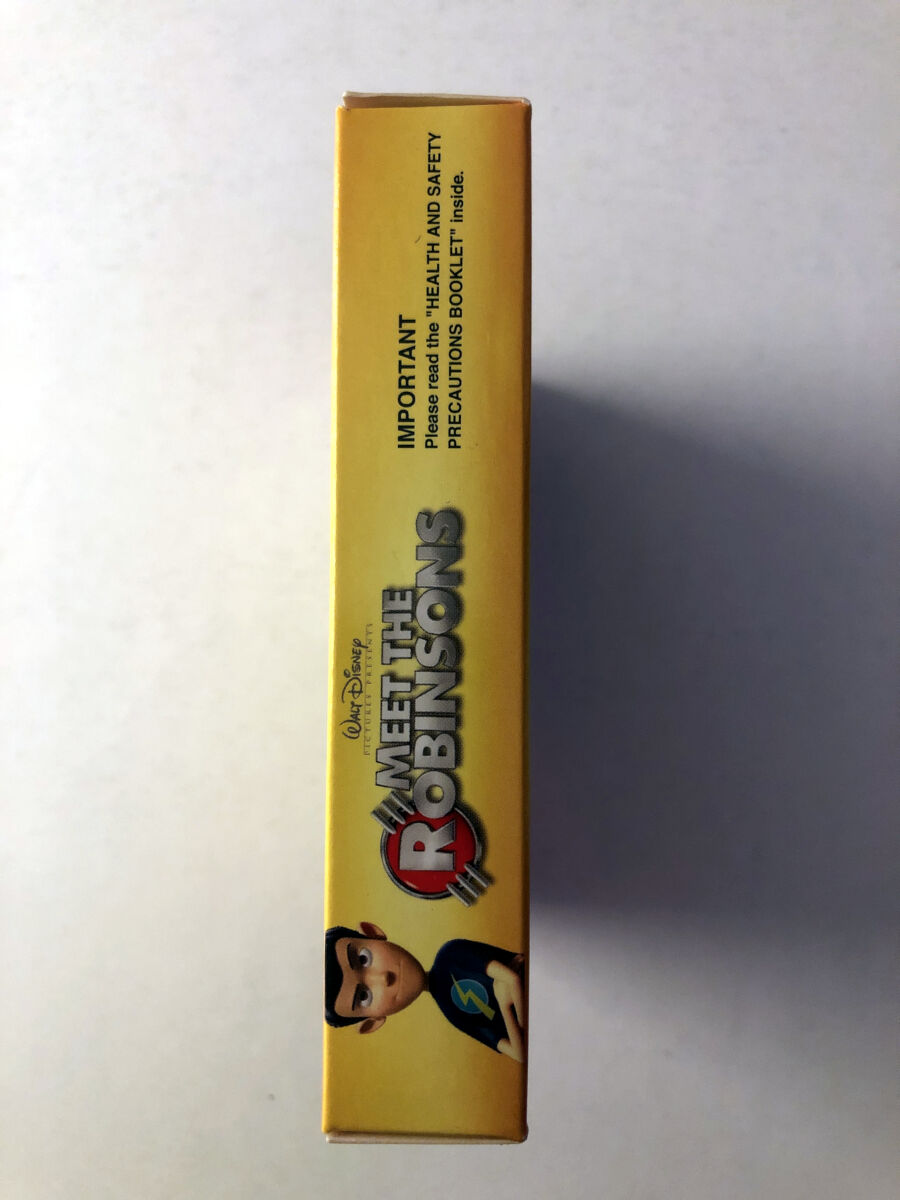 WALT DISNEY
PICTURES PRESENTS
MEET THE
ROBINSONS
IMPORTANT
Please read the "HEALTH AND SAFETY
PRECAUTIONS BOOKLET" inside.